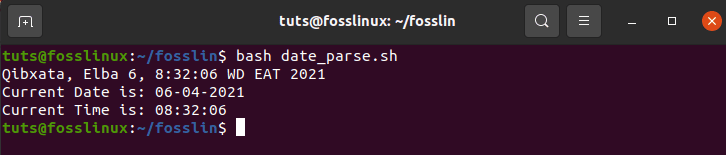 tuts@fosslinux: ~/fosslin
tuts@fosslinux:~/fosslin$ bash date_parse.sh
Qibxata, Elba 6, 8:32:06 WD EAT 2021
Current Date is: 06-04-2021
Current Time is: 08:32:06
tuts@fosslinux:~/fosslin$